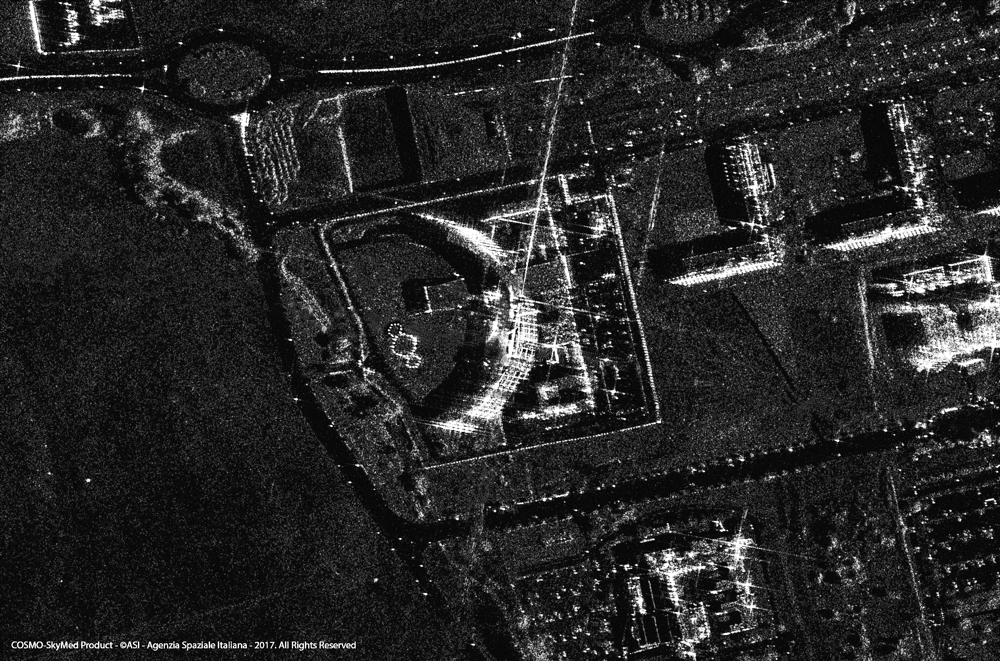 COSMO-SkyMed Product - ©ASI - Agenzia Spaziale Italiana - 2017. All Rights Reserved